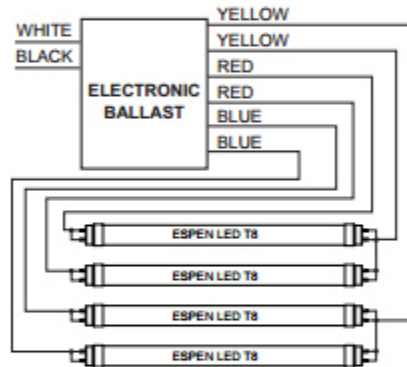 YELLOW
WHITE
YELLOW
BLACK
RED
ELECTRONIC
BALLAST
RED
BLUE
BLUE
ESPEN LED T8
ESPEN LED T8
ESPEN LED T8
ESPEN LED T8